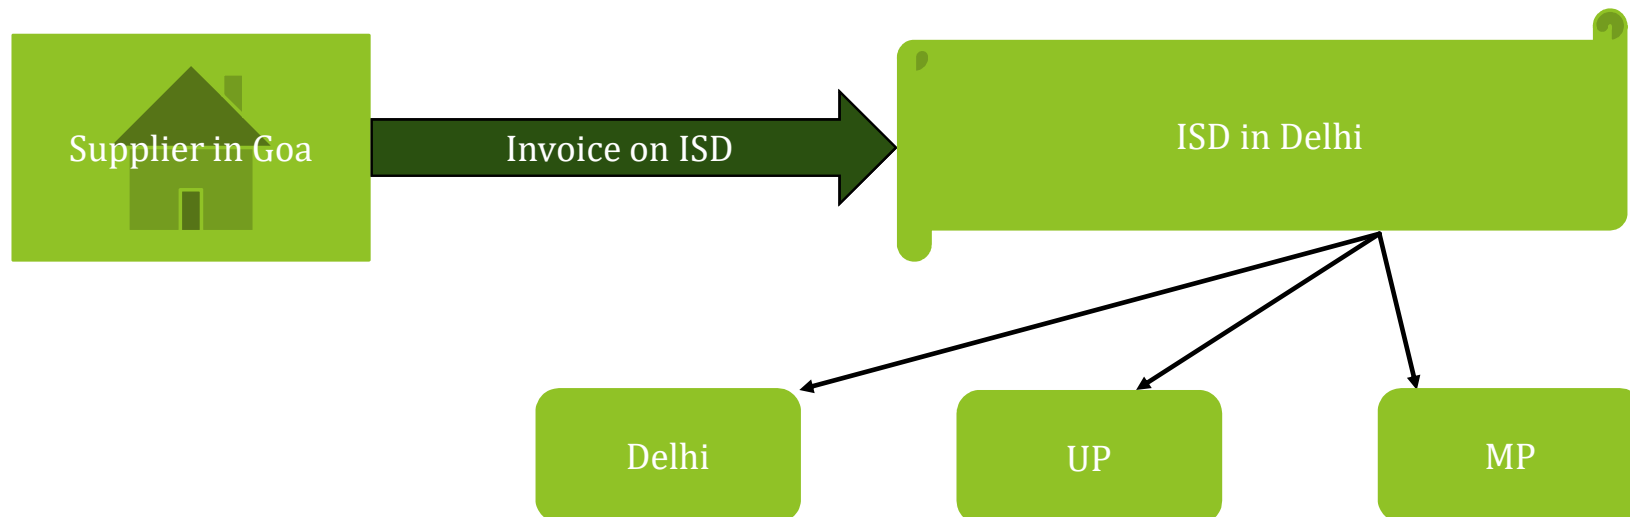 Supplier in Goa
Invoice on ISD
ISD in Delhi
Delhi
UP
MP